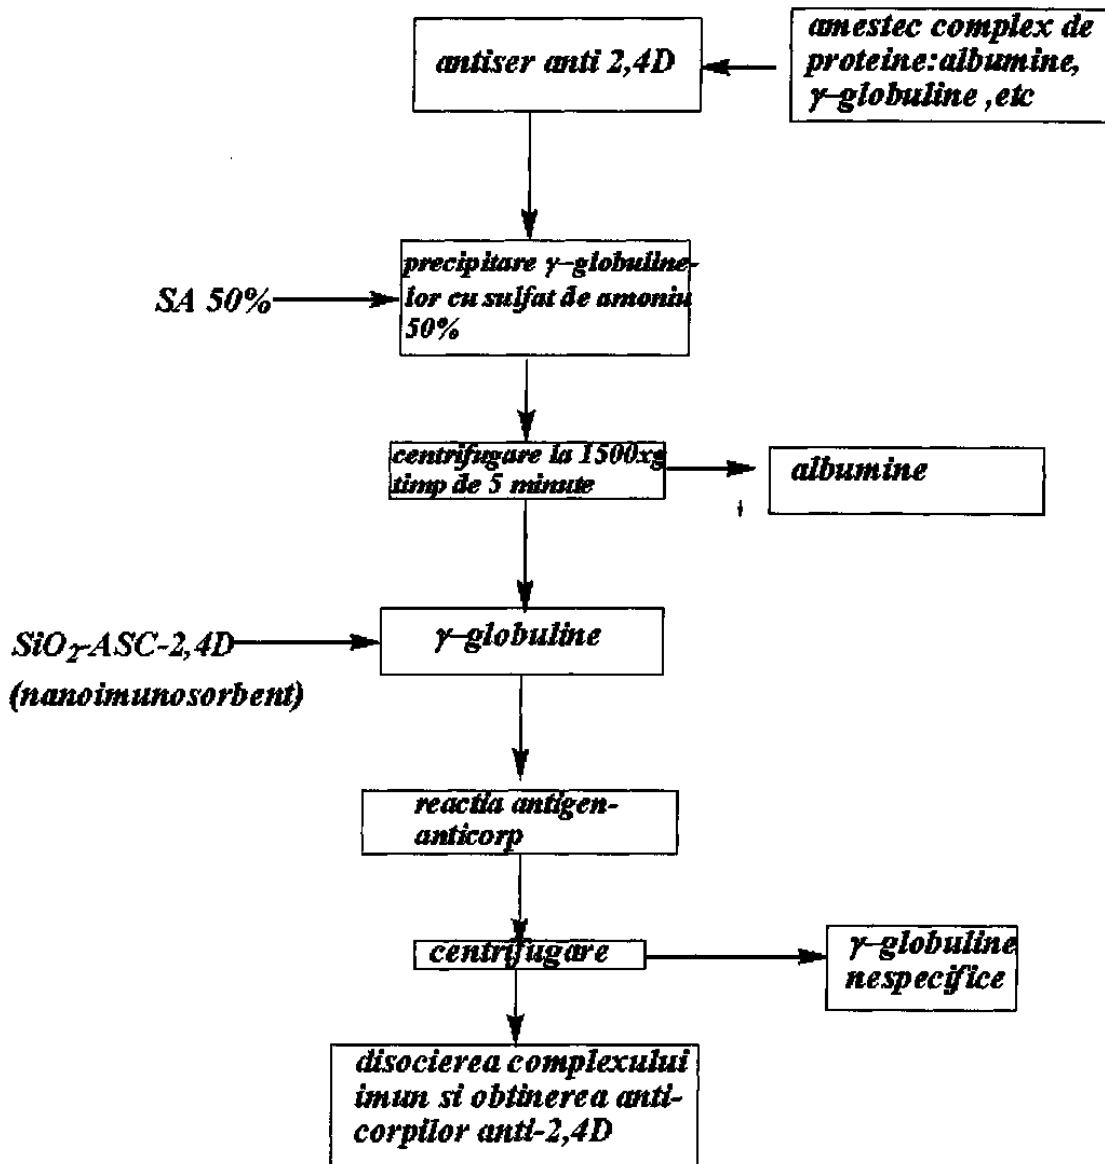 antiser anti 2,4D
amestec complex de
proteine:albumine,
γ-globuline ,etc
precipitare γ-globuline-
lor cu sulfat de amoniu
50%
SA 50%
centrifugare la 1500xg
timp de 5 minute
albumine
γ-globuline
SiO2-ASC-2,4D
(nanoimunosorbent)
reactia antigen-
anticorp
centrifugare
γ-globuline
nespecifice
disocierea complexului
imun si obtinerea anti-
corpilor anti-2,4D